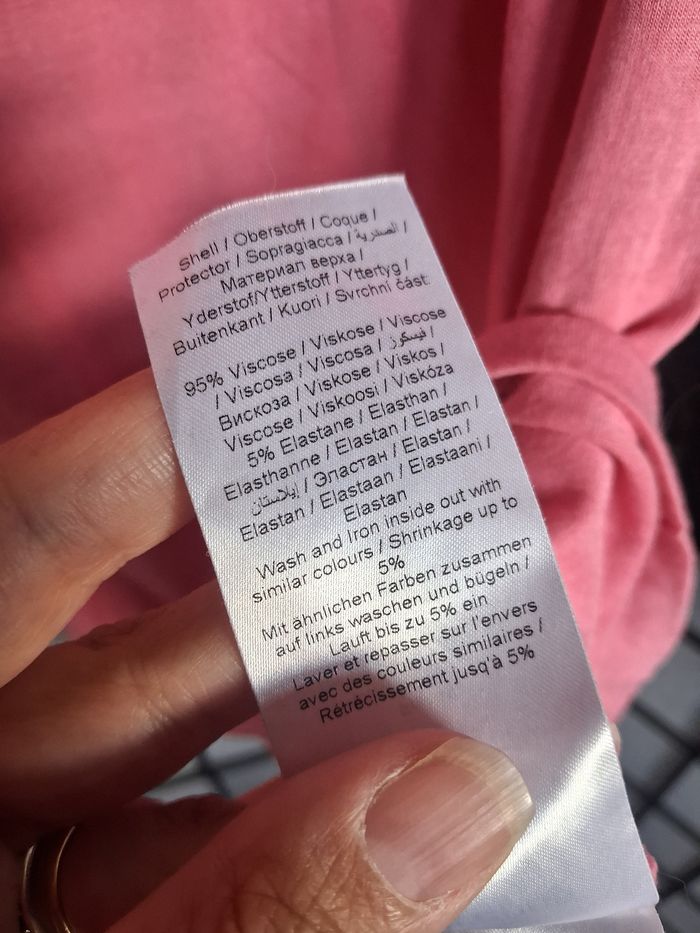 Shell / Oberstoff / Coque /
Protector / Sopragiacca / الصدرية /
Материал верха /
Yderstof/Ytterstoff / Yttertyg /
Buitenkant / Kuori / Svrchní část:
95% Viscose / Viskose / Viscose
/ Viscosa / Viscosa / فيسكوز /
Вискоза / Viskose / Viskos /
Viscose / Viskoosi / Viskóza
5% Elastane / Elasthan /
Elasthanne / Elastan / Elastan /
إيلاستان / Эластан / Elastan /
Elastan / Elastaan / Elastaani /
Elastan
Wash and Iron inside out with
similar colours / Shrinkage up to
5%
Mit ähnlichen Farben zusammen
auf links waschen und bügeln /
Lauft bis zu 5% ein
Laver et repasser sur l'envers
avec des couleurs similaires /
Rétrécissement jusq'à 5%